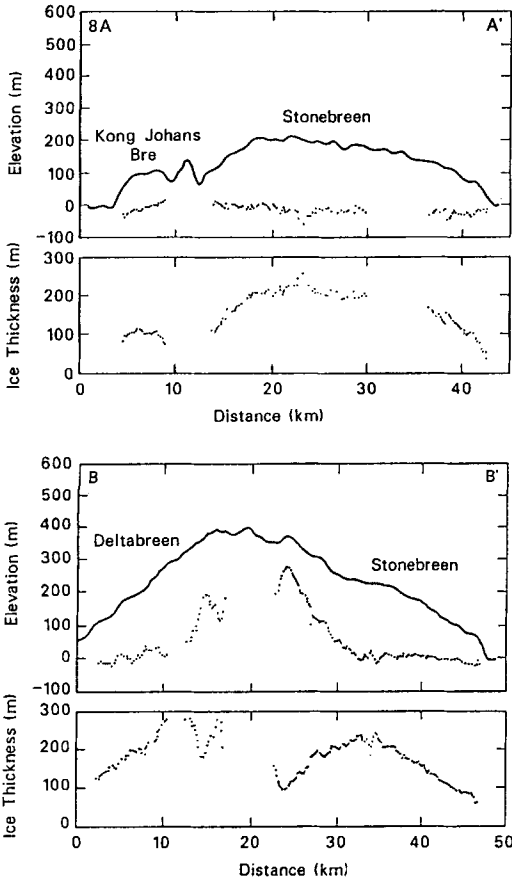 600
8A
A'
500
Elevation (m)
400
300
Stonebreen
Kong Johans
Bre
200
100
0
-100
Ice Thickness (m)
300
200
100
0
0 10 20 30 40
Distance (km)
600
B
B'
500
Elevation (m)
400
Deltabreen
300
Stonebreen
200
100
0
-100
Ice Thickness (m)
300
200
100
0
0 10 20 30 40 50
Distance (km)